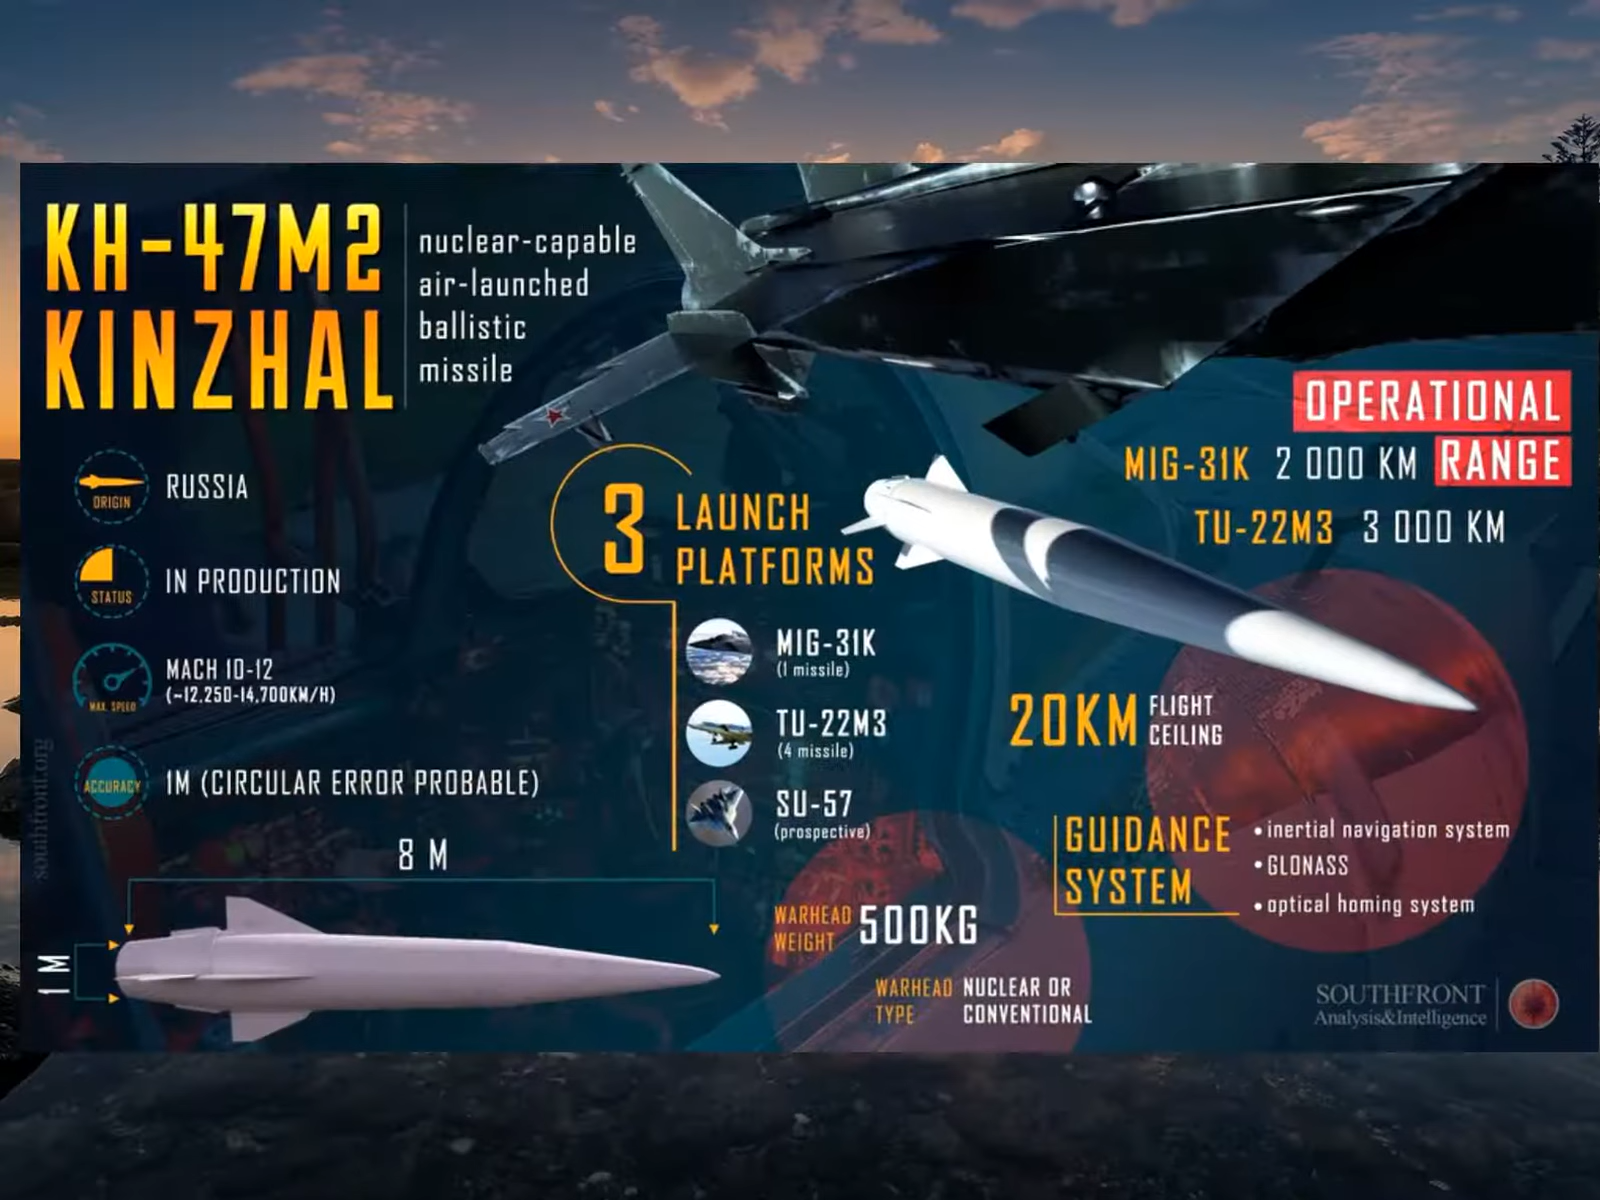 KH-47M2
KINZHAL
nuclear-capable
air-launched
ballistic
missile
OPERATIONAL
RANGE
MIG-31K 2 000 KM
TU-22M3 3 000 KM
ORIGIN
RUSSIA
STATUS
IN PRODUCTION
MAX. SPEED
MACH 10-12
(~12,250-14,700KM/H)
ACCURACY
1M (CIRCULAR ERROR PROBABLE)
3 LAUNCH
PLATFORMS
MIG-31K
(1 missile)
TU-22M3
(4 missile)
SU-57
(prospective)
20KM FLIGHT
CEILING
GUIDANCE
SYSTEM
• inertial navigation system
• GLONASS
• optical homing system
8 M
1 M
WARHEAD
WEIGHT
500KG
WARHEAD
TYPE
NUCLEAR OR
CONVENTIONAL
southfront.org
SOUTHFRONT
Analysis&Intelligence